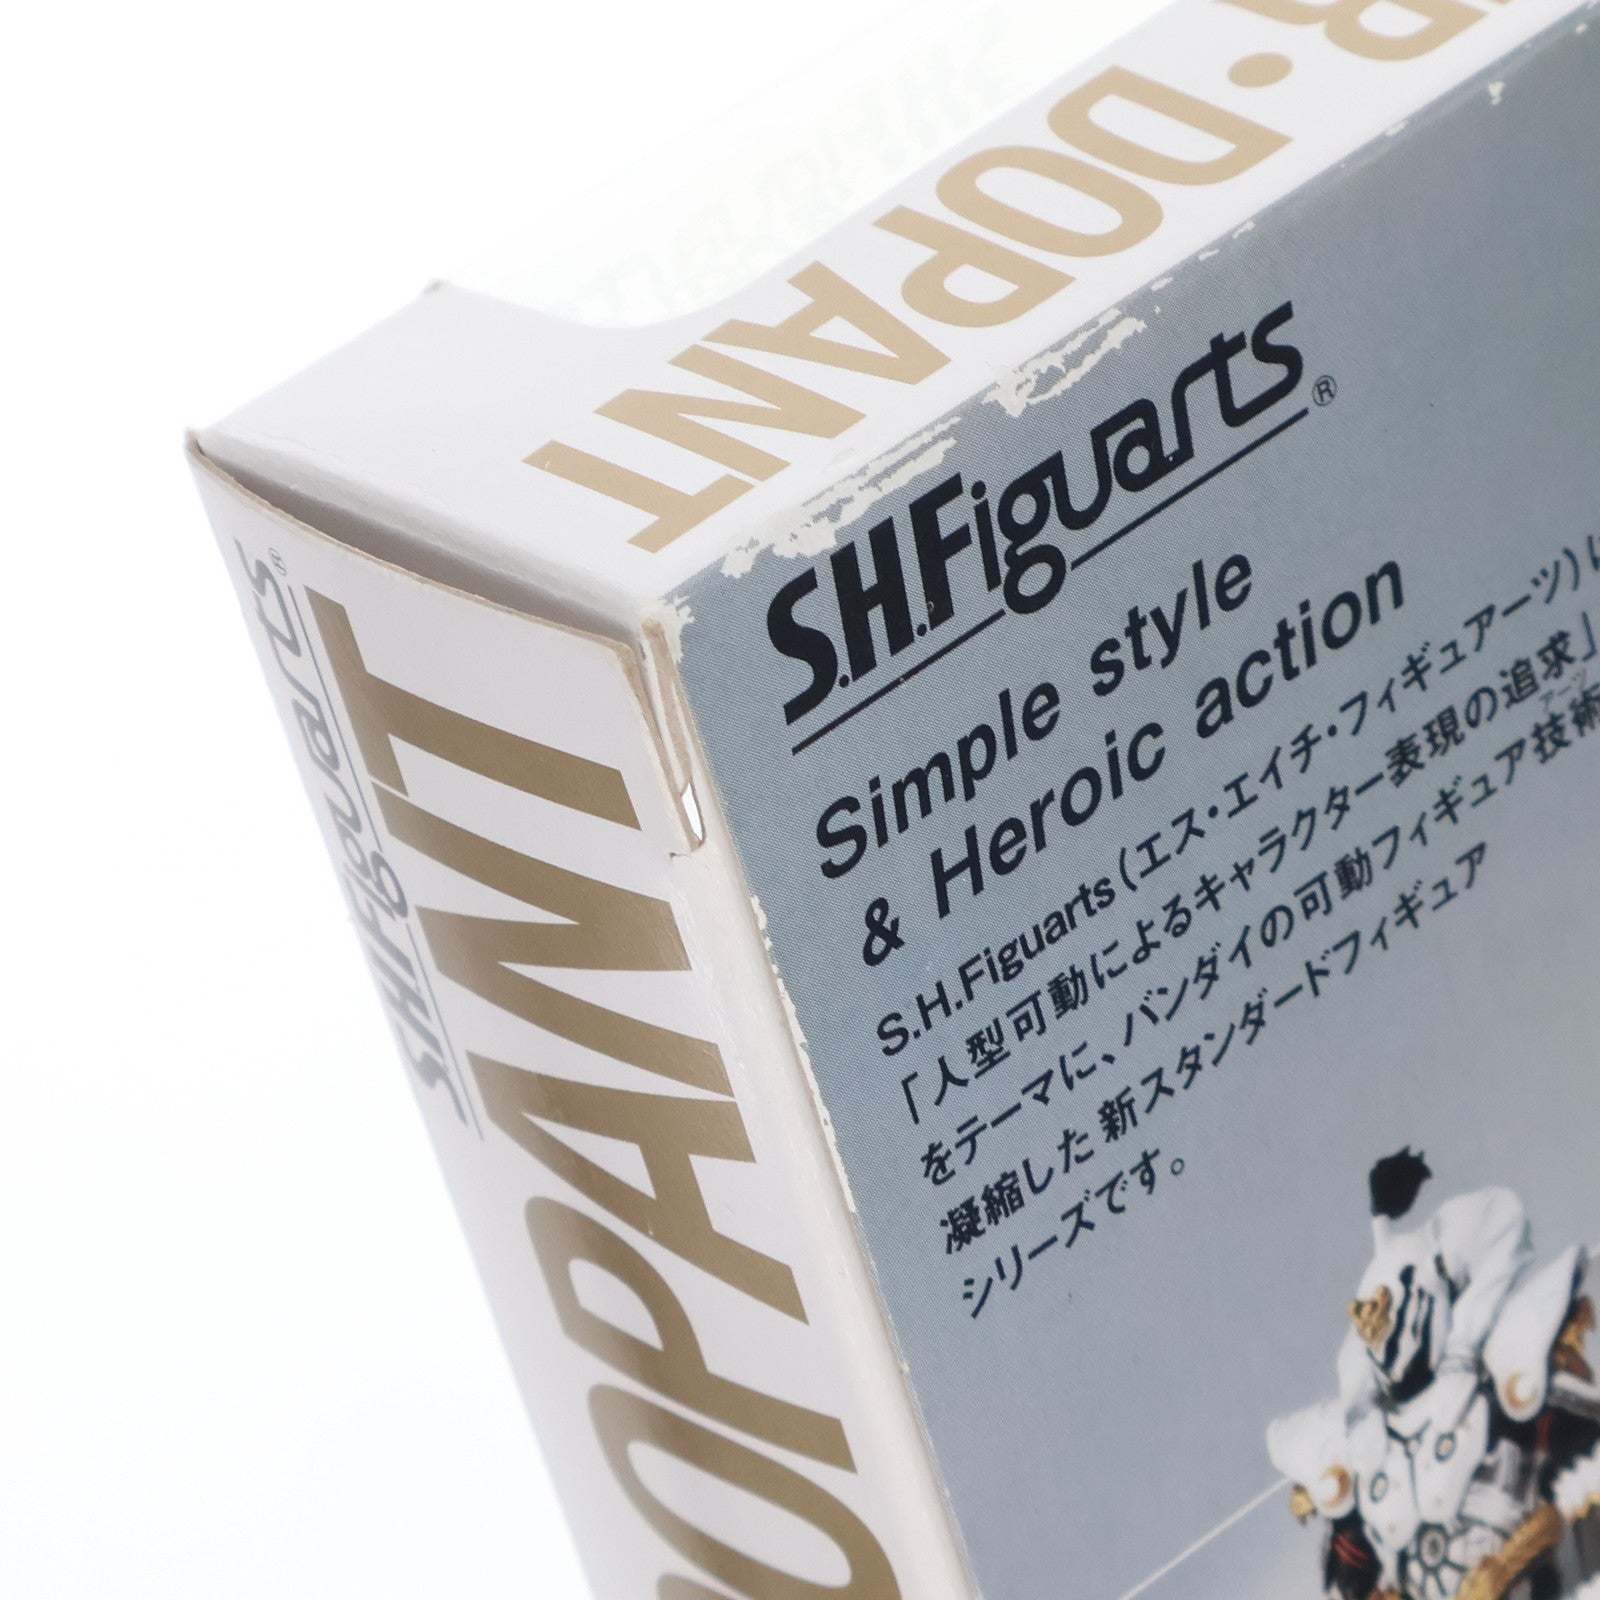 R・DOPANT
S.H.Figuarts®
Simple style
& Heroic action
S.H.Figuarts（エス・エイチ・フィギュアーツ）は
「人型可動によるキャラクター表現の追求」
をテーマに、バンダイの可動フィギュア技術
アーツ
凝縮した新スタンダードフィギュア
シリーズです。
S.H.Figuarts®
DOPANT